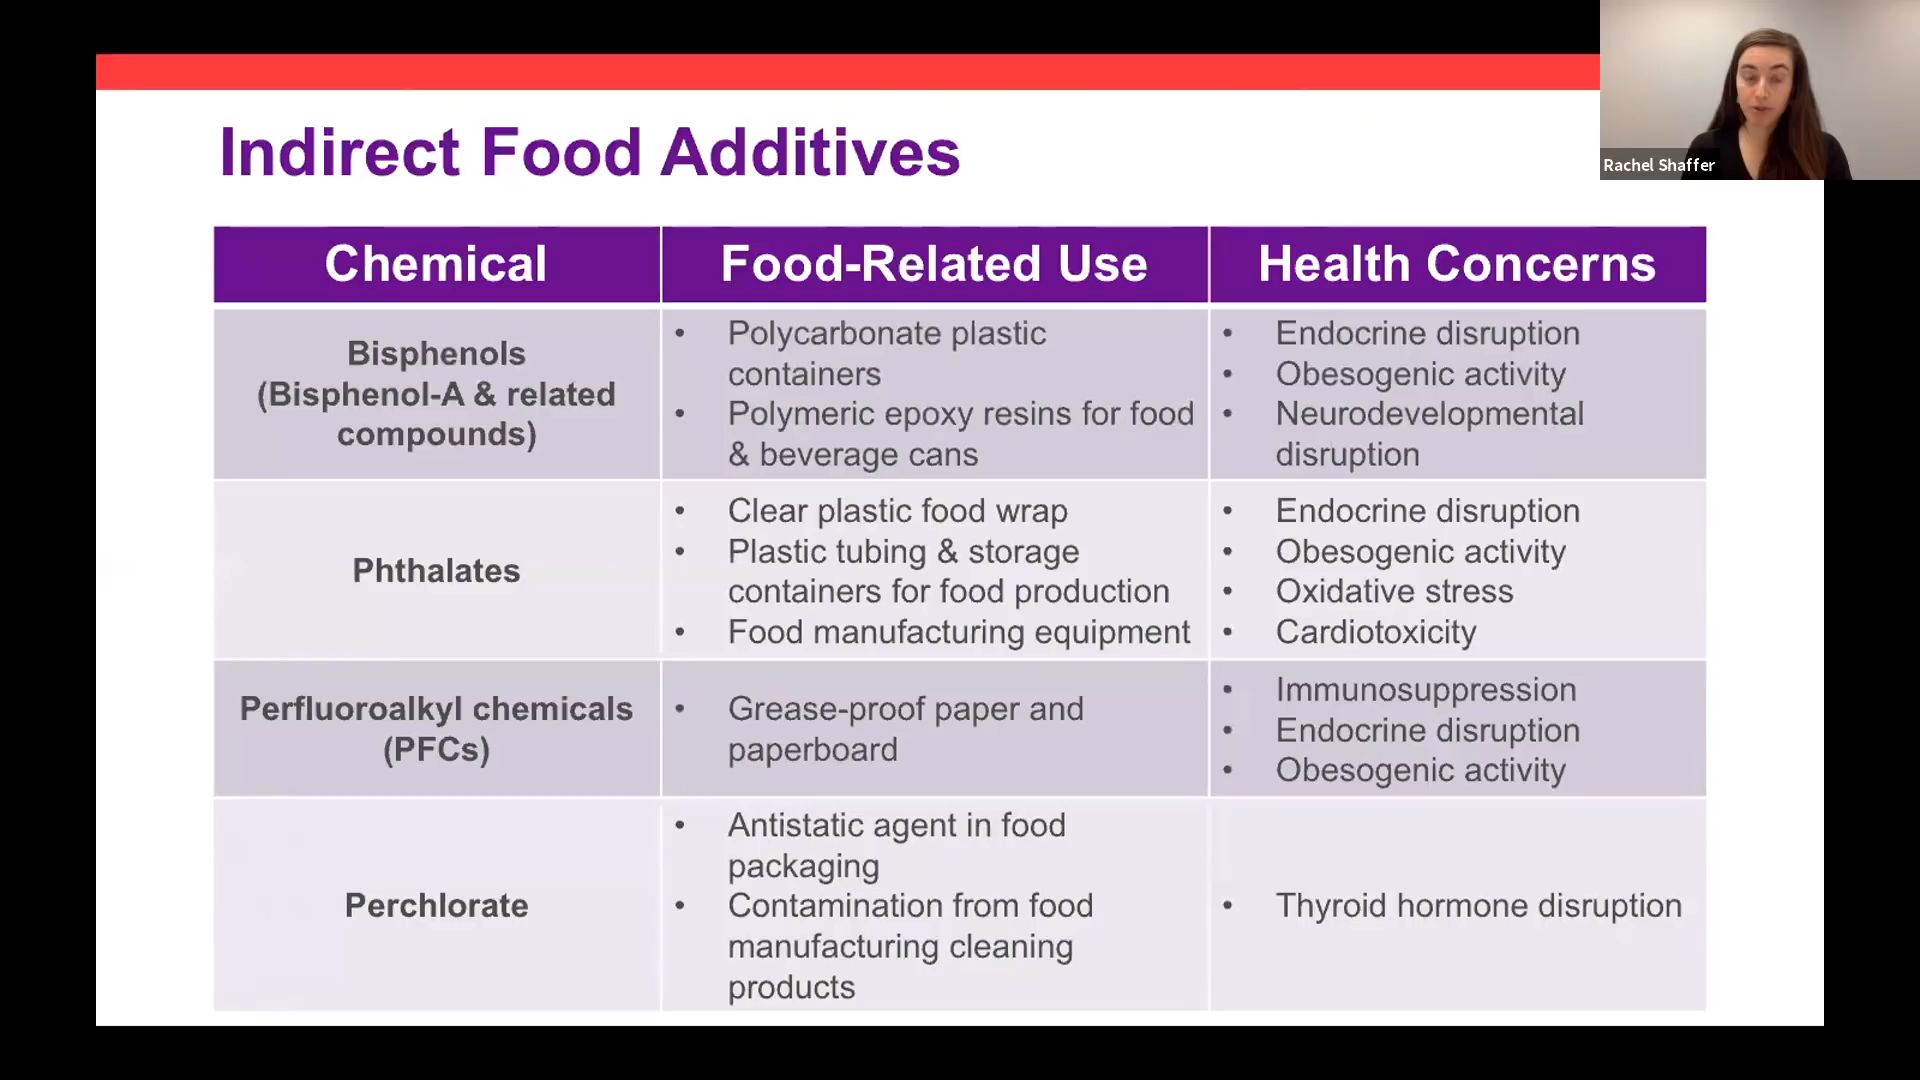 Indirect Food Additives
Rachel Shaffer
Chemical
Food-Related Use
Health Concerns
Bisphenols
(Bisphenol-A & related
compounds)
• Polycarbonate plastic
containers
• Polymeric epoxy resins for food
& beverage cans
• Endocrine disruption
• Obesogenic activity
• Neurodevelopmental
disruption
Phthalates
• Clear plastic food wrap
• Plastic tubing & storage
containers for food production
• Food manufacturing equipment
• Endocrine disruption
• Obesogenic activity
• Oxidative stress
• Cardiotoxicity
Perfluoroalkyl chemicals
(PFCs)
• Grease-proof paper and
paperboard
• Immunosuppression
• Endocrine disruption
• Obesogenic activity
Perchlorate
• Antistatic agent in food
packaging
• Contamination from food
manufacturing cleaning
products
• Thyroid hormone disruption